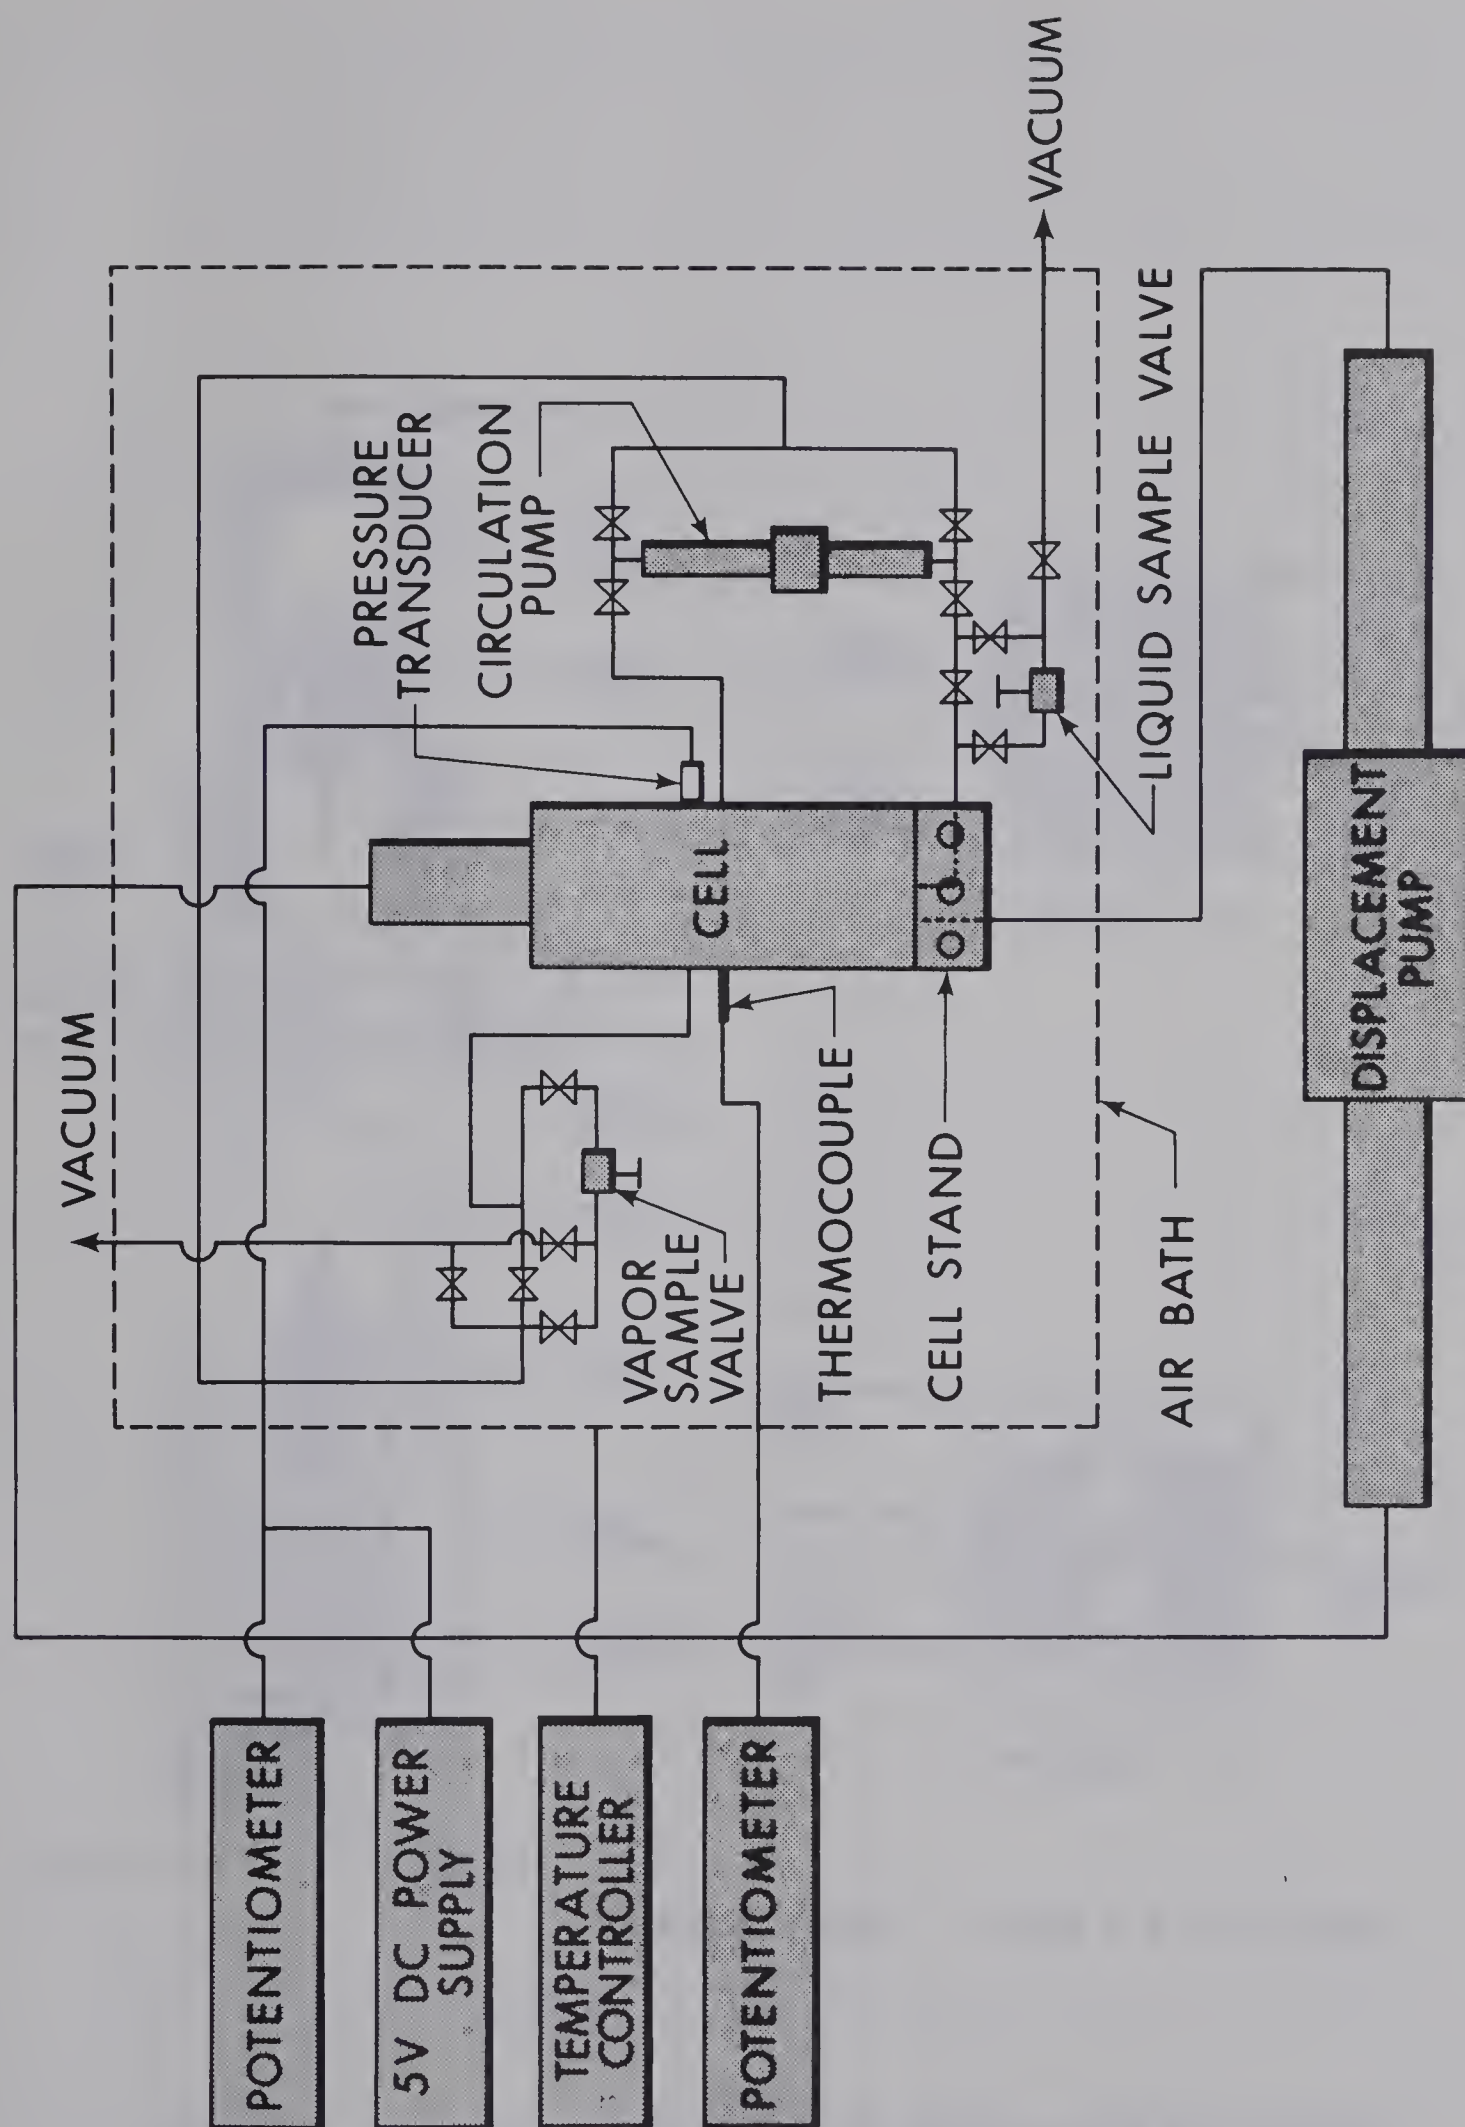 VACUUM
PRESSURE
TRANSDUCER
CIRCULATION
PUMP
VACUUM
LIQUID SAMPLE VALVE
POTENTIOMETER
5V DC POWER
SUPPLY
TEMPERATURE
CONTROLLER
POTENTIOMETER
VAPOR
SAMPLE
VALVE
CELL
THERMOCOUPLE
CELL STAND
AIR BATH
DISPLACEMENT
PUMP